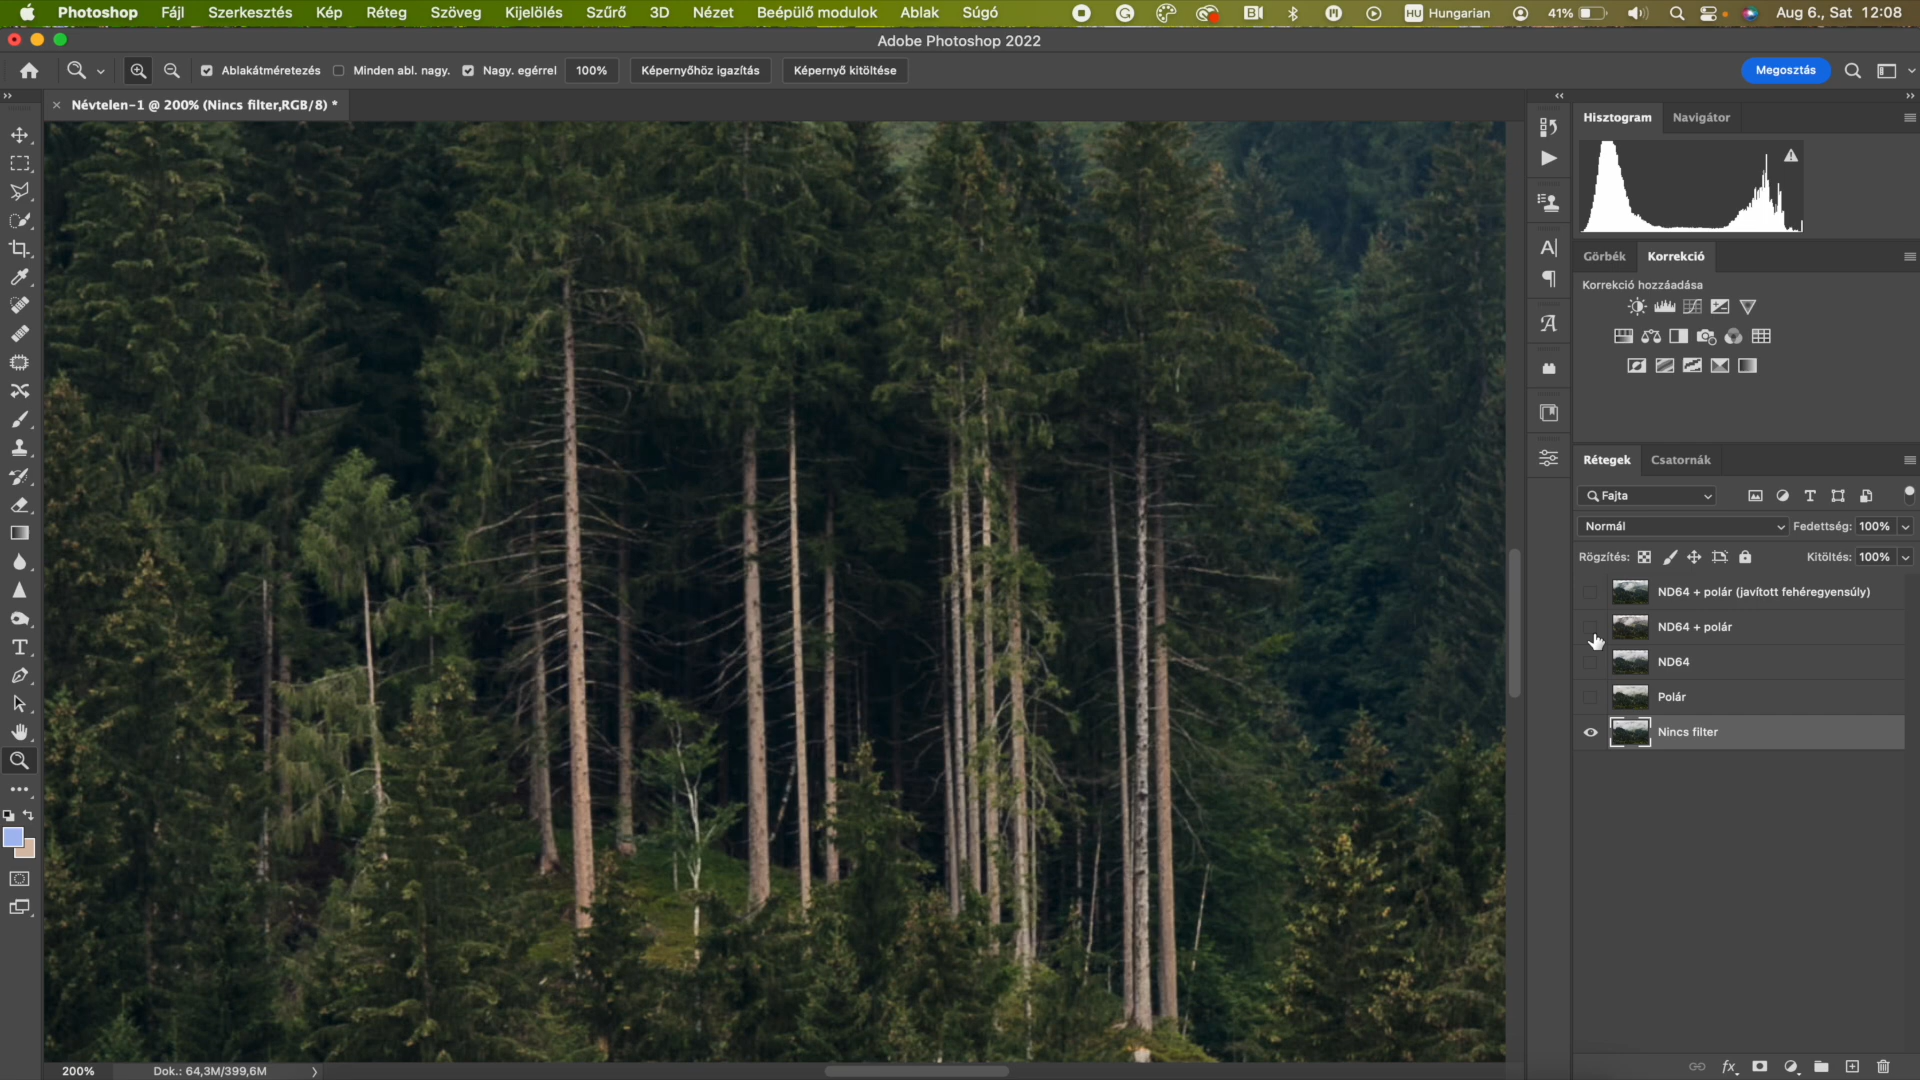 Photoshop Fájl Szerkesztés Kép Réteg Szöveg Kijelölés Szűrő 3D Nézet Beépülő modulok Ablak Súgó HU Hungarian 41% Aug 6., Sat 12:08
Adobe Photoshop 2022
Ablakátméretezés Minden abl. nagy. Nagy. egérrel 100% Képernyőhöz igazítás Képernyő kitöltése Megosztás
Névtelen-1 @ 200% (Nincs filter,RGB/8) *
Hisztogram Navigátor
Görbék Korrekció
Korrekció hozzáadása
Rétegek Csatornák
Fajta
Normál Fedettség: 100%
Rögzítés: Kitöltés: 100%
ND64 + polár (javított fehéregyensúly)
ND64 + polár
ND64
Polár
Nincs filter
200% Dok.: 64,3M/399,6M